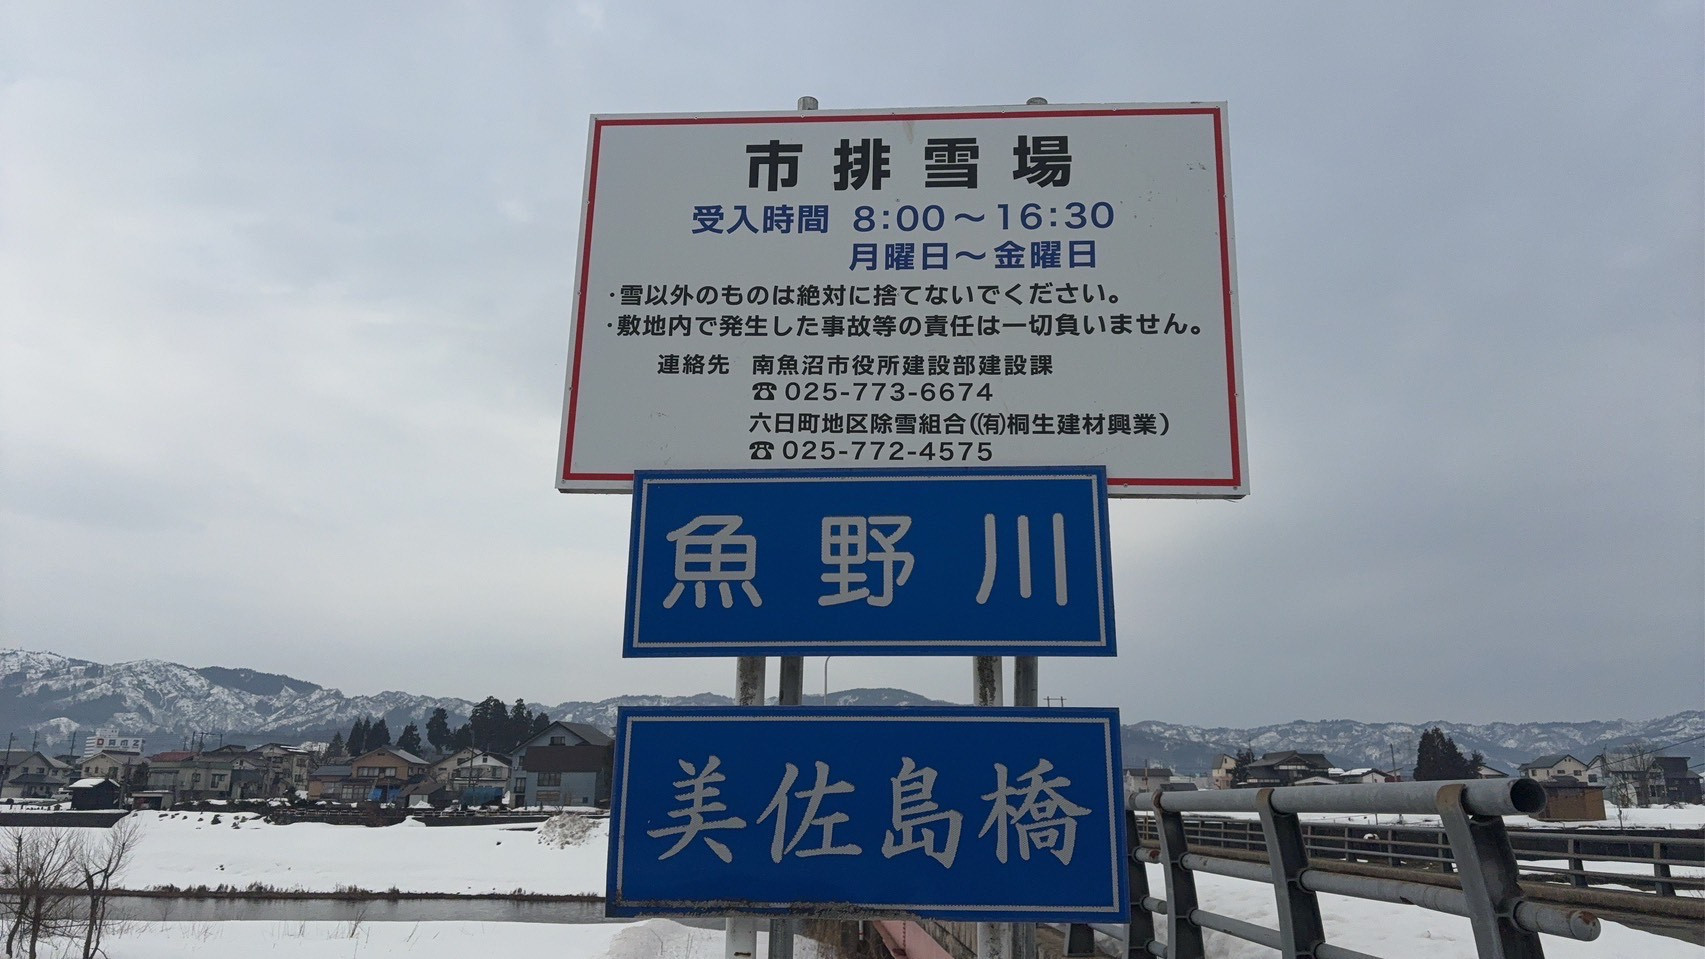 市排雪場
受入時間 8:00～16:30
月曜日～金曜日
・雪以外のものは絶対に捨てないでください。
・敷地内で発生した事故等の責任は一切負いません。
連絡先 南魚沼市役所建設部建設課
☎025-773-6674
六日町地区除雪組合(㈲桐生建材興業)
☎025-772-4575
魚野川
美佐島橋